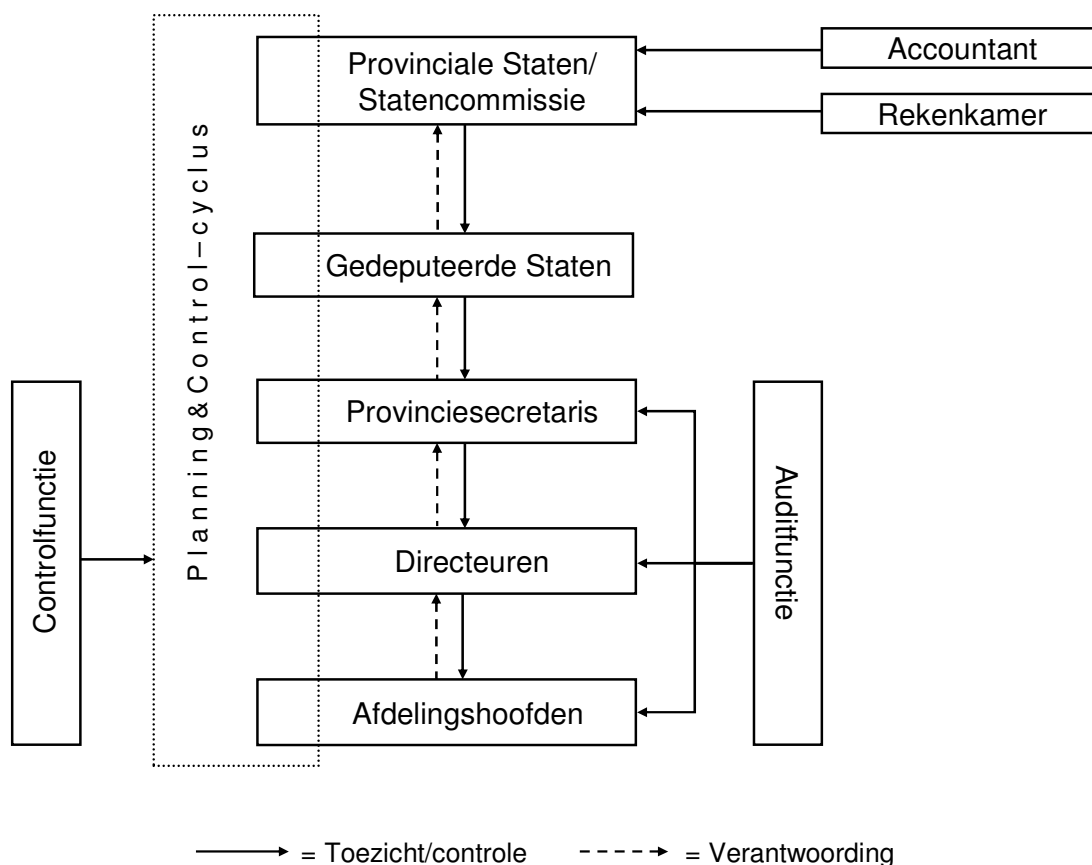 Provinciale Staten/
Statencommissie
Accountant
Rekenkamer
Planning&Control–cyclus
Gedeputeerde Staten
Provinciesecretaris
Controlfunctie
Directeuren
Auditfunctie
Afdelingshoofden
= Toezicht/controle
= Verantwoording